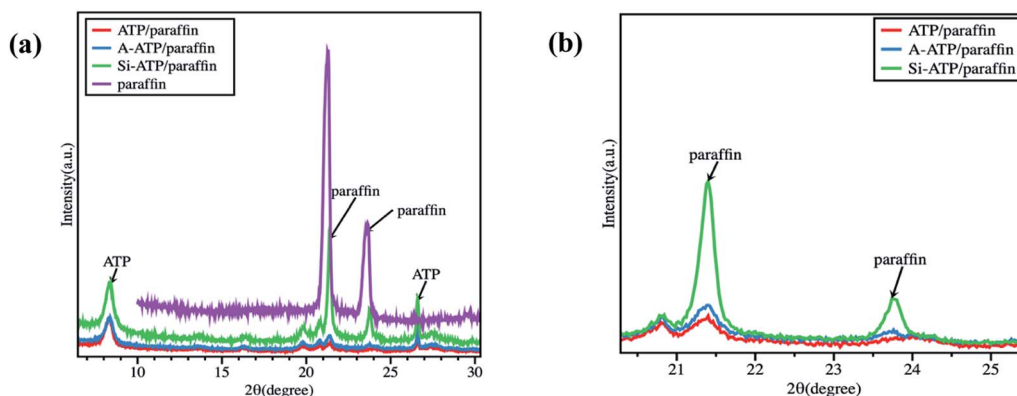 (a)
ATP/paraffin
A-ATP/paraffin
Si-ATP/paraffin
paraffin
Intensity(a.u.)
ATP
paraffin
paraffin
ATP
10 15 20 25 30
2θ(degree)
(b)
ATP/paraffin
A-ATP/paraffin
Si-ATP/paraffin
Intensity(a.u.)
paraffin
paraffin
21 22 23 24 25
2θ(degree)